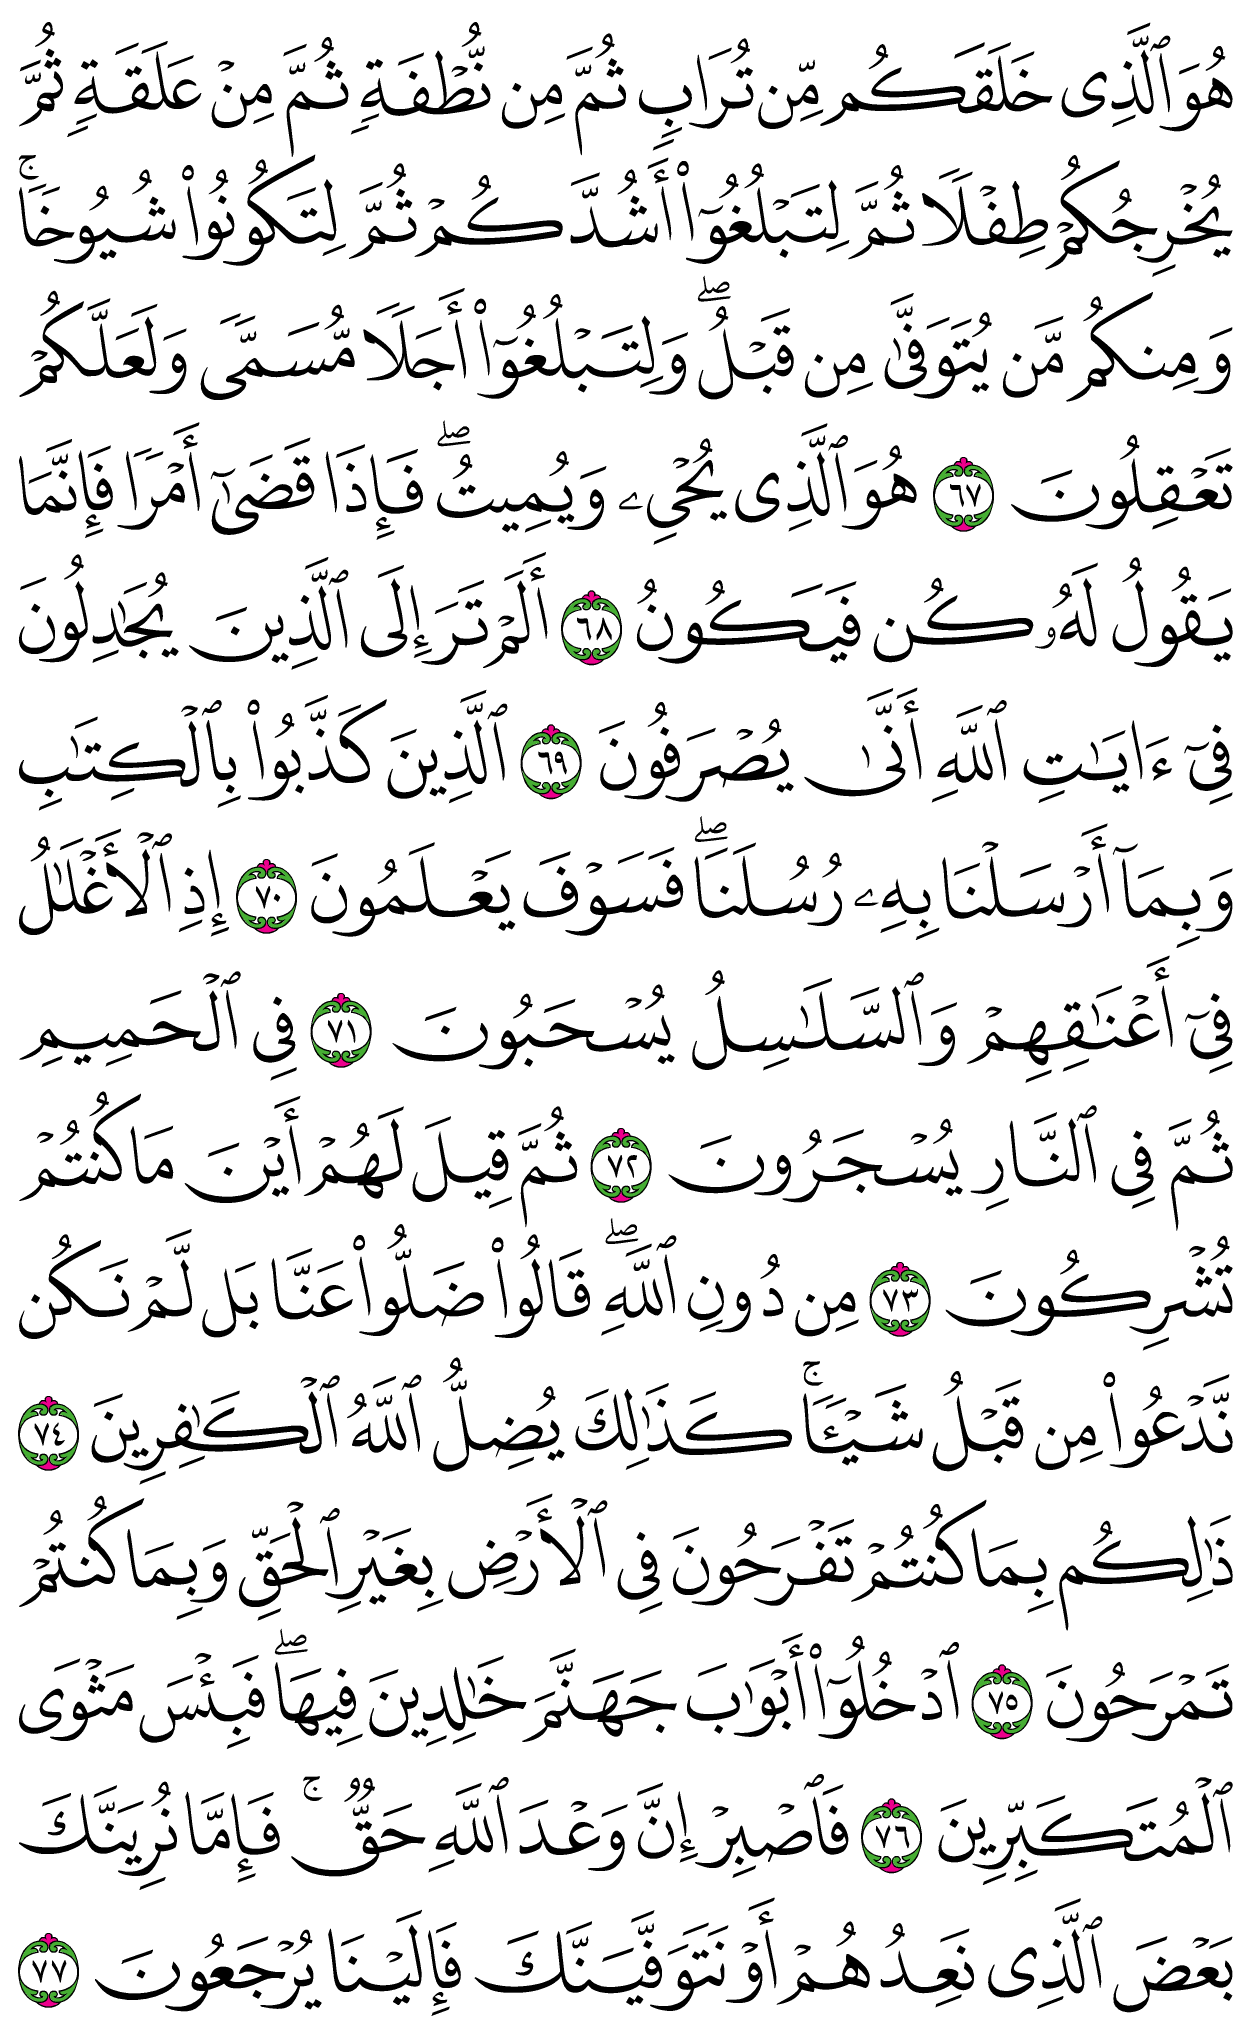 هُوَ ٱلَّذِى خَلَقَكُم مِّن تُرَابٍ ثُمَّ مِن نُّطْفَةٍ ثُمَّ مِنْ عَلَقَةٍ ثُمَّ
يُخْرِجُكُمْ طِفْلًا ثُمَّ لِتَبْلُغُوٓا۟ أَشُدَّكُمْ ثُمَّ لِتَكُونُوا۟ شُيُوخًا ۚ
وَمِنكُم مَّن يُتَوَفَّىٰ مِن قَبْلُ ۖ وَلِتَبْلُغُوٓا۟ أَجَلًا مُّسَمًّى وَلَعَلَّكُمْ
تَعْقِلُونَ ٦٧ هُوَ ٱلَّذِى يُحْىِۦ وَيُمِيتُ ۖ فَإِذَا قَضَىٰٓ أَمْرًا فَإِنَّمَا
يَقُولُ لَهُۥ كُن فَيَكُونُ ٦٨ أَلَمْ تَرَ إِلَى ٱلَّذِينَ يُجَٰدِلُونَ
فِىٓ ءَايَٰتِ ٱللَّهِ أَنَّىٰ يُصْرَفُونَ ٦٩ ٱلَّذِينَ كَذَّبُوا۟ بِٱلْكِتَٰبِ
وَبِمَآ أَرْسَلْنَا بِهِۦ رُسُلَنَا ۖ فَسَوْفَ يَعْلَمُونَ ٧٠ إِذِ ٱلْأَغْلَٰلُ
فِىٓ أَعْنَٰقِهِمْ وَٱلسَّلَٰسِلُ يُسْحَبُونَ ٧١ فِى ٱلْحَمِيمِ
ثُمَّ فِى ٱلنَّارِ يُسْجَرُونَ ٧٢ ثُمَّ قِيلَ لَهُمْ أَيْنَ مَا كُنتُمْ
تُشْرِكُونَ ٧٣ مِن دُونِ ٱللَّهِ ۖ قَالُوا۟ ضَلُّوا۟ عَنَّا بَل لَّمْ نَكُن
نَّدْعُوا۟ مِن قَبْلُ شَيْـًٔا ۚ كَذَٰلِكَ يُضِلُّ ٱللَّهُ ٱلْكَٰفِرِينَ ٧٤
ذَٰلِكُم بِمَا كُنتُمْ تَفْرَحُونَ فِى ٱلْأَرْضِ بِغَيْرِ ٱلْحَقِّ وَبِمَا كُنتُمْ
تَمْرَحُونَ ٧٥ ٱدْخُلُوٓا۟ أَبْوَٰبَ جَهَنَّمَ خَٰلِدِينَ فِيهَا ۖ فَبِئْسَ مَثْوَى
ٱلْمُتَكَبِّرِينَ ٧٦ فَٱصْبِرْ إِنَّ وَعْدَ ٱللَّهِ حَقٌّ ۚ فَإِمَّا نُرِيَنَّكَ
بَعْضَ ٱلَّذِى نَعِدُهُمْ أَوْ نَتَوَفَّيَنَّكَ فَإِلَيْنَا يُرْجَعُونَ ٧٧